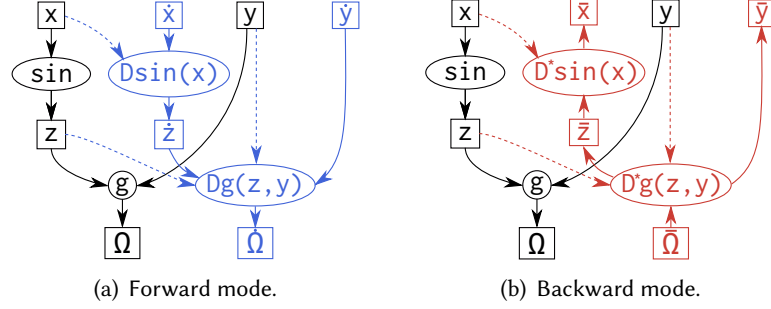 x ẋ y ẏ
sin Dsin(x)
z ż
g Dg(z,y)
Ω Ω̇
(a) Forward mode.
x x̄ y ȳ
sin D*sin(x)
z z̄
g D*g(z,y)
Ω Ω̄
(b) Backward mode.